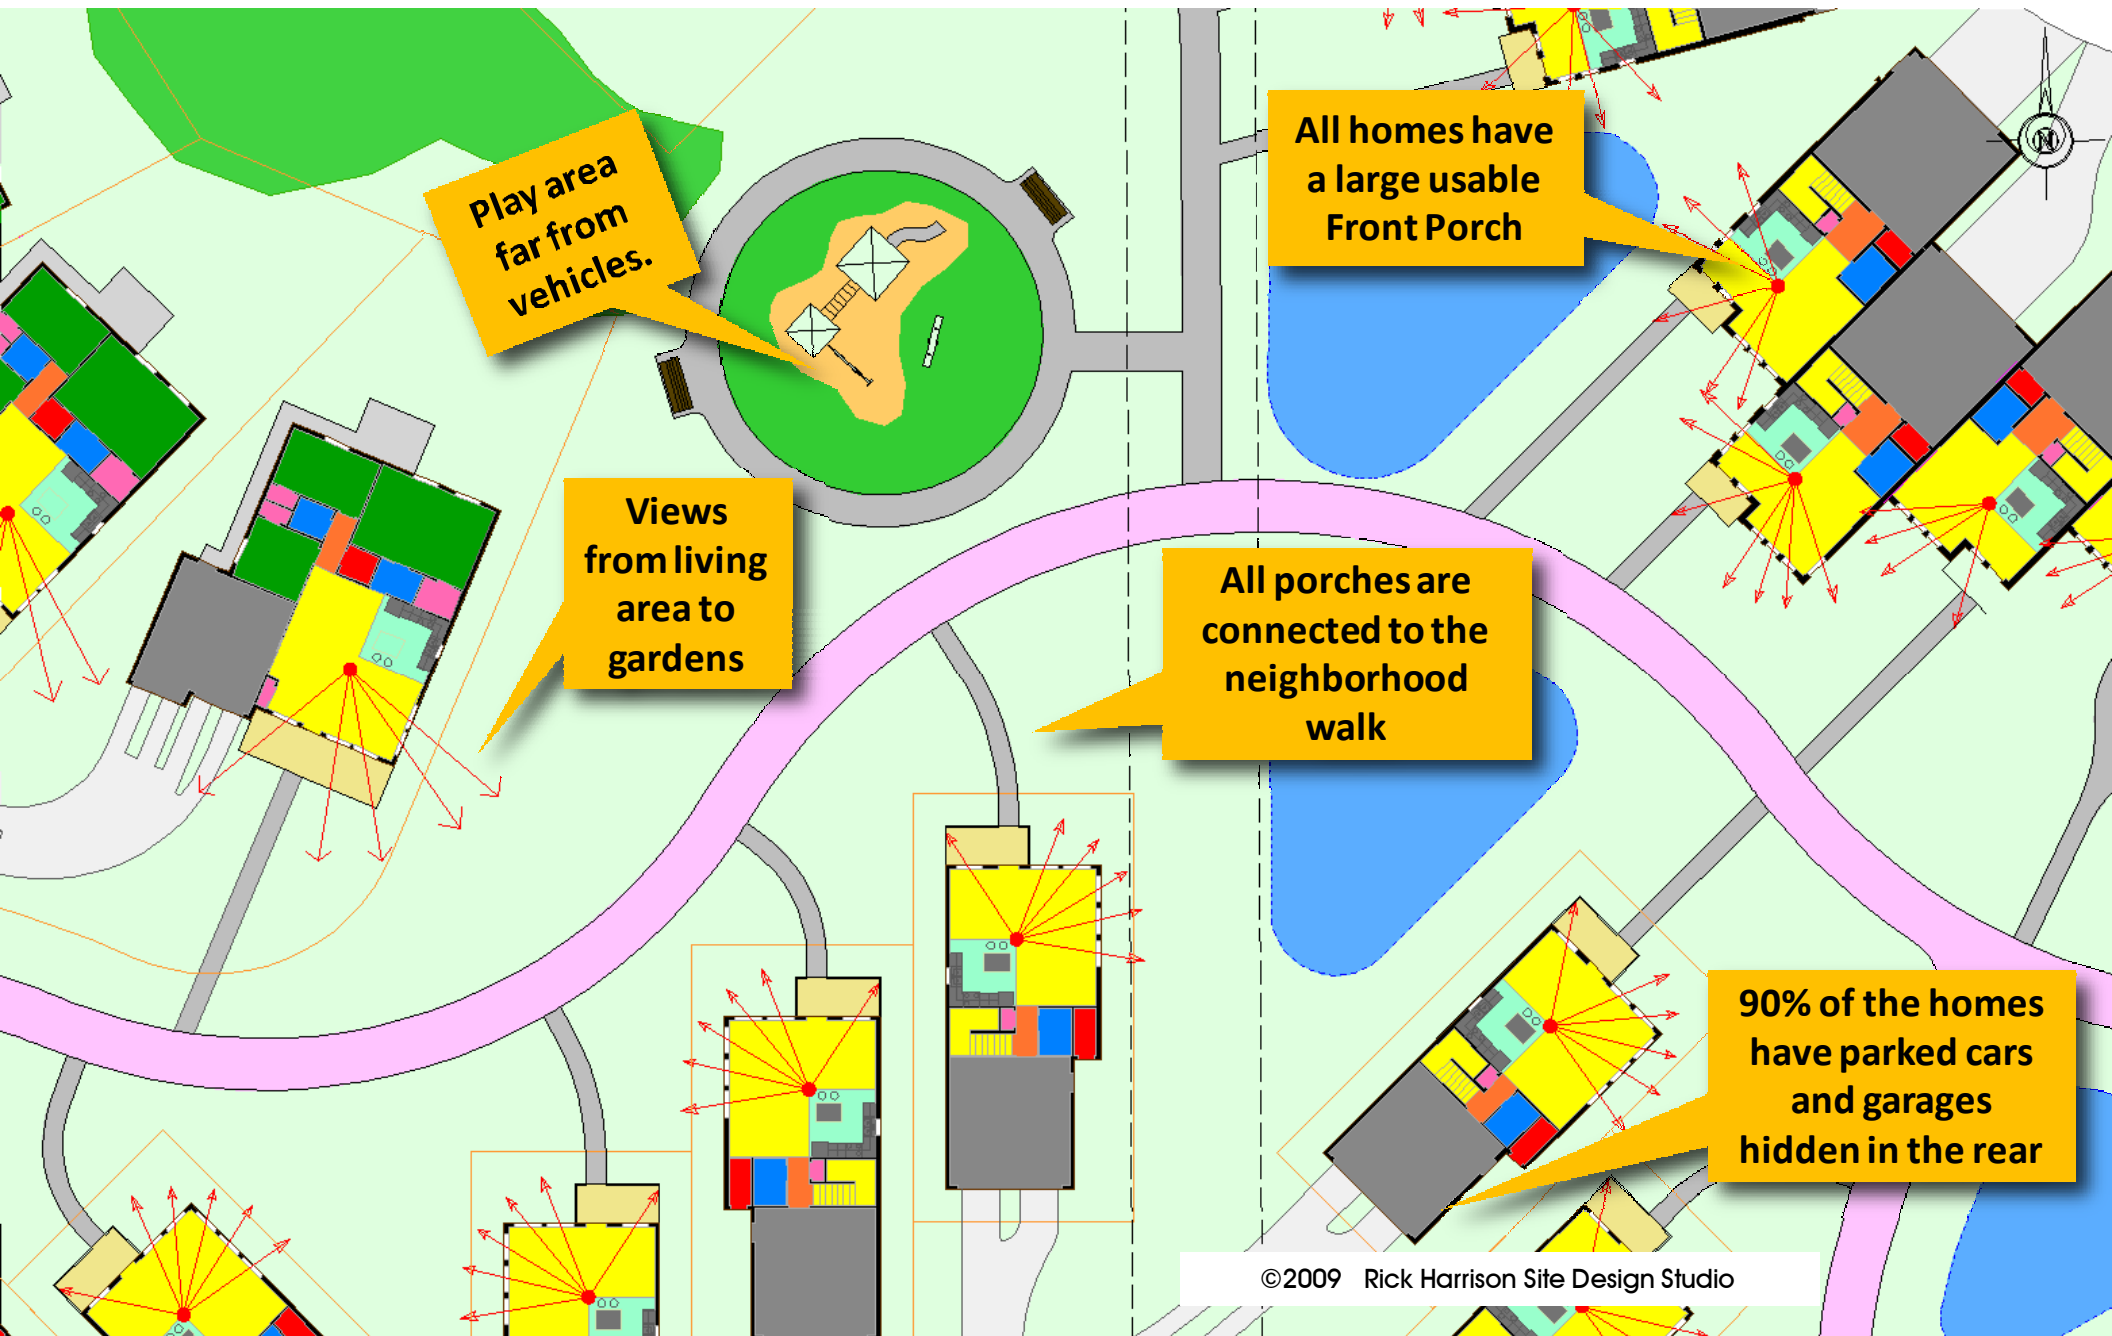 Play area
far from
vehicles.
All homes have
a large usable
Front Porch
N
Views
from living
area to
gardens
All porches are
connected to the
neighborhood
walk
90% of the homes
have parked cars
and garages
hidden in the rear
©2009 Rick Harrison Site Design Studio